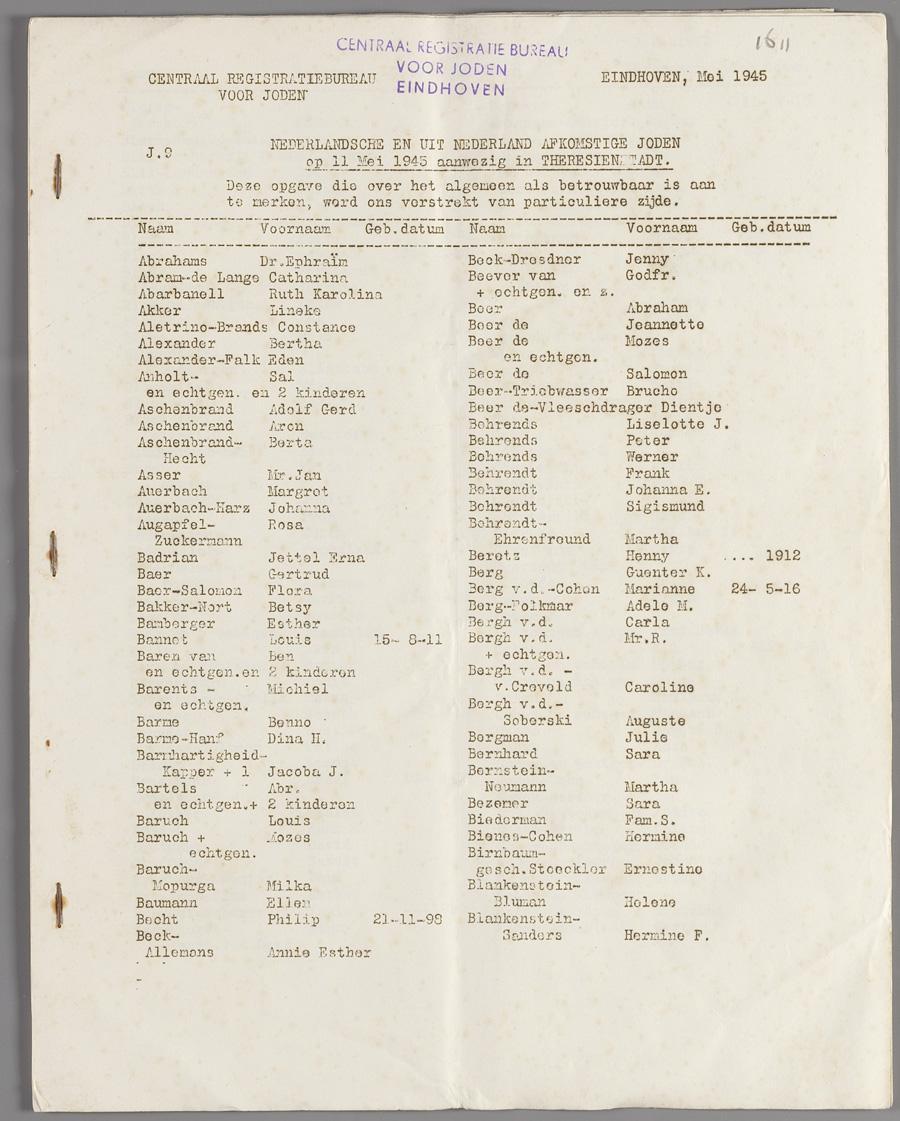 CENTRAAL REGISTRATIE BUREAU
VOOR JODEN
EINDHOVEN
1611
CENTRAAL REGISTRATIEBUREAU
VOOR JODEN
EINDHOVEN, Mei 1945
J.9
NEDERLANDSCHE EN UIT NEDERLAND AFKOMSTIGE JODEN
op 11 Mei 1945 aanwezig in THERESIENSTADT.
Deze opgave die over het algemeen als betrouwbaar is aan
te merken, werd ons verstrekt van particuliere zijde.
Naam Voornaam Geb.datum
Abrahams Dr.Ephraïm
Abram-de Lange Catharina
Abarbanell Ruth Karolina
Akker Lineke
Aletrino-Brands Constance
Alexander Bertha
Alexander-Falk Eden
Anholt- Sal
en echtgen. en 2 kinderen
Aschenbrand Adolf Gerd
Aschenbrand Aron
Aschenbrand- Berta
Hecht
Asser Mr.Jan
Auerbach Margrot
Auerbach-Harz Johanna
Augapfel- Rosa
Zuckermann
Badrian Jettel Erna
Baer Gertrud
Baer-Salomon Flora
Bakker-Nort Betsy
Bamberger Esther
Bannet Louis 15- 8-11
Baren van Ben
en echtgen.en 2 kinderen
Barents - Michiel
en echtgen.
Barme Benno
Barme-Hanf Dina H.
Barmhartigheid-
Kapper + 1 Jacoba J.
Bartels Abr.
en echtgen.+ 2 kinderen
Baruch Louis
Baruch + Mozes
echtgen.
Baruch-
Mopurga Milka
Baumann Ellen
Becht Philip 21-11-98
Beck-
Allemans Annie Esther
Naam Voornaam Geb.datum
Beck-Dresdner Jenny
Beever van Godfr.
+ echtgen. en z.
Beer Abraham
Beer de Jeannette
Beer de Mozes
en echtgen.
Beer de Salomon
Beer-Triebwasser Bruche
Beer de-Vleeschdrager Dientje
Behrends Liselotte J.
Behrends Peter
Behrends Werner
Behrendt Frank
Behrendt Johanna E.
Behrendt Sigismund
Behrendt-
Ehrenfreund Martha
Beretz Henny .... 1912
Berg Guenter K.
Berg v.d.-Cohen Marianne 24- 5-16
Berg-Folkmar Adele M.
Bergh v.d. Carla
Bergh v.d. Mr.R.
+ echtgen.
Bergh v.d. -
v.Creveld Caroline
Bergh v.d.-
Soberski Auguste
Bergman Julie
Bernhard Sara
Bernstein-
Neumann Martha
Bezemer Sara
Biederman Fam.S.
Bienes-Cohen Hermine
Birnbaum-
gesch.Stoeckler Ernestine
Blankenstein-
Bluman Helene
Blankenstein-
Sanders Hermine F.